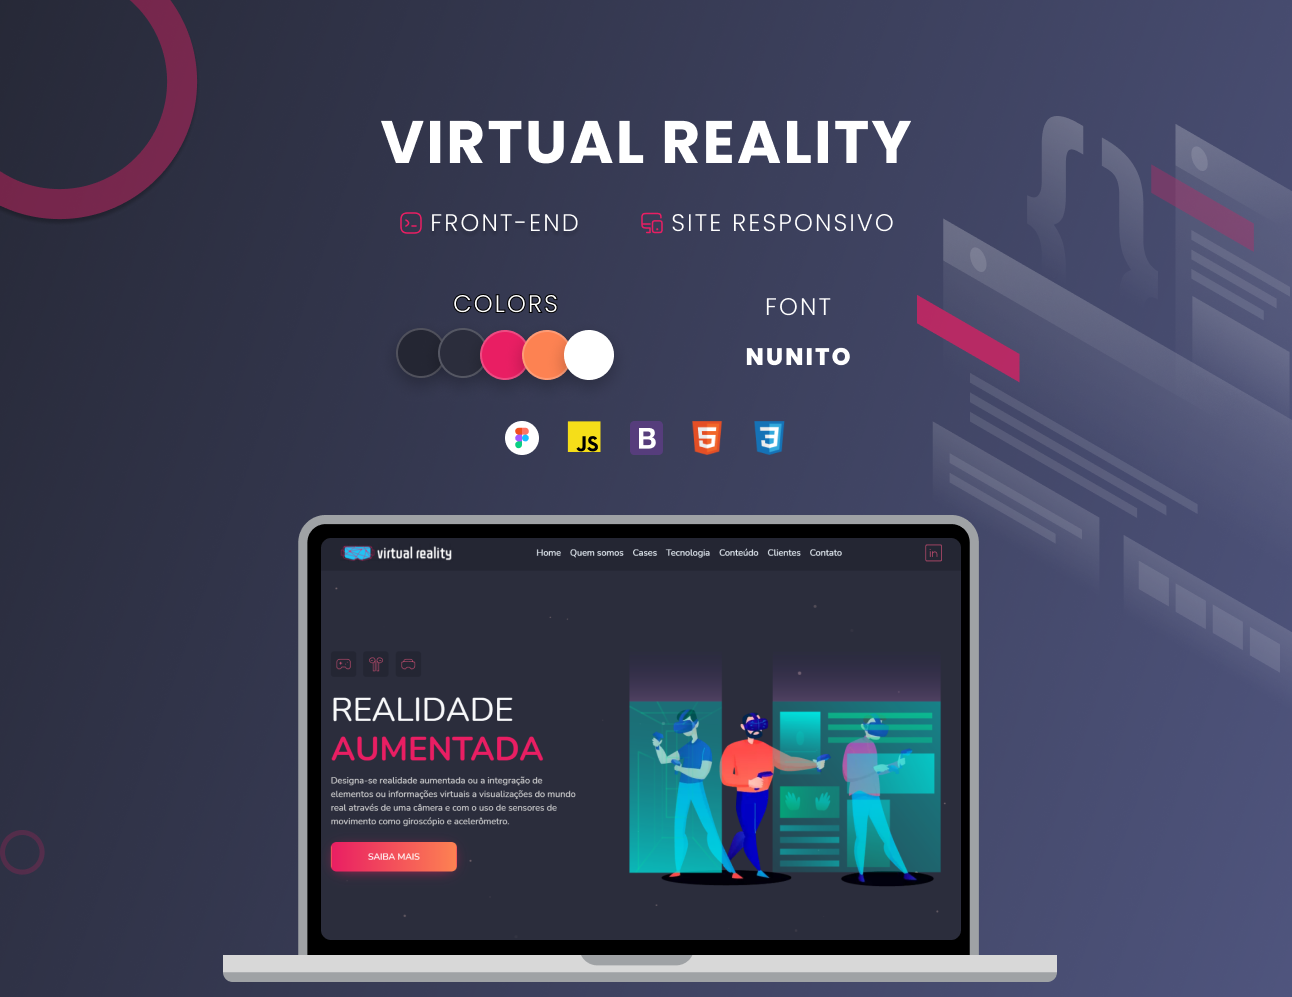 VIRTUAL REALITY
FRONT-END
SITE RESPONSIVO
COLORS
FONT
NUNITO
JS
B
5
3
virtual reality
Home Quem somos Cases Tecnologia Conteúdo Clientes Contato
in
REALIDADE
AUMENTADA
Designa-se realidade aumentada ou a integração de
elementos ou informações virtuais a visualizações do mundo
real através de uma câmera e com o uso de sensores de
movimento como giroscópio e acelerômetro.
SAIBA MAIS